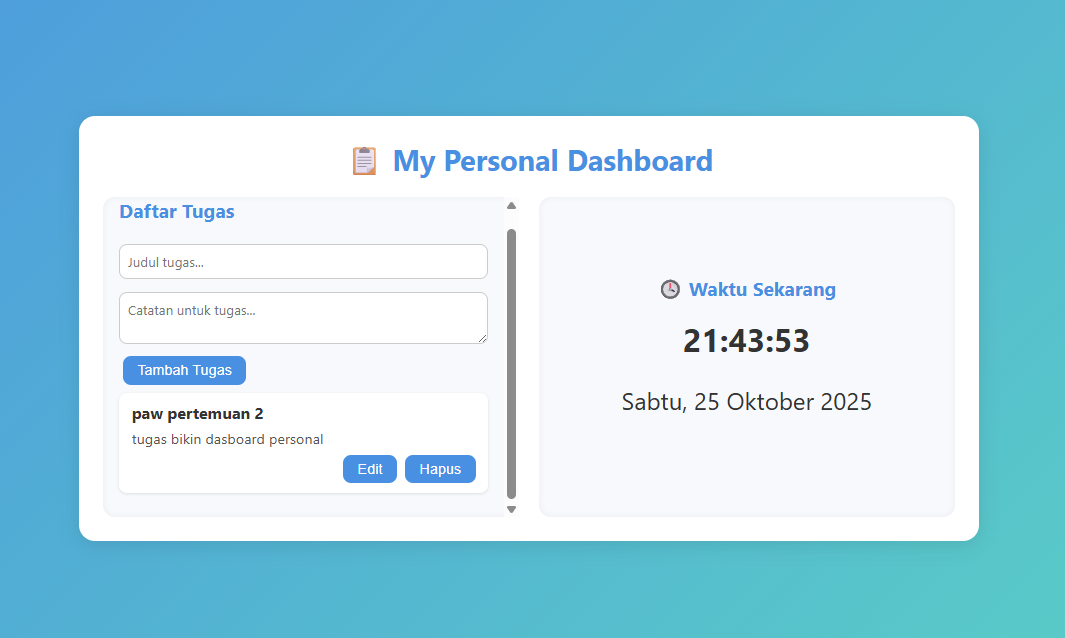 My Personal Dashboard
Daftar Tugas
Judul tugas...
Catatan untuk tugas...
Tambah Tugas
paw pertemuan 2
tugas bikin dasboard personal
Edit Hapus
Waktu Sekarang
21:43:53
Sabtu, 25 Oktober 2025